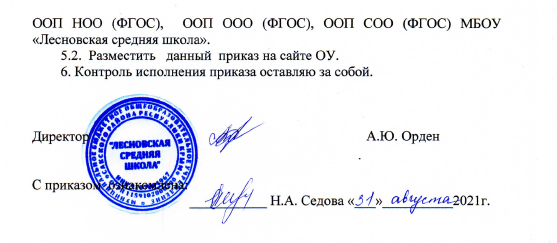 ООП НОО (ФГОС), ООП ООО (ФГОС), ООП СОО (ФГОС) МБОУ
«Лесновская средняя школа».
5.2. Разместить данный приказ на сайте ОУ.
6. Контроль исполнения приказа оставляю за собой.
Директор А.Ю. Орден
"ЛЕСНОВСКАЯ
СРЕДНЯЯ
ШКОЛА"
С приказом ознакомлена:
Н.А. Седова «31» августа 2021г.